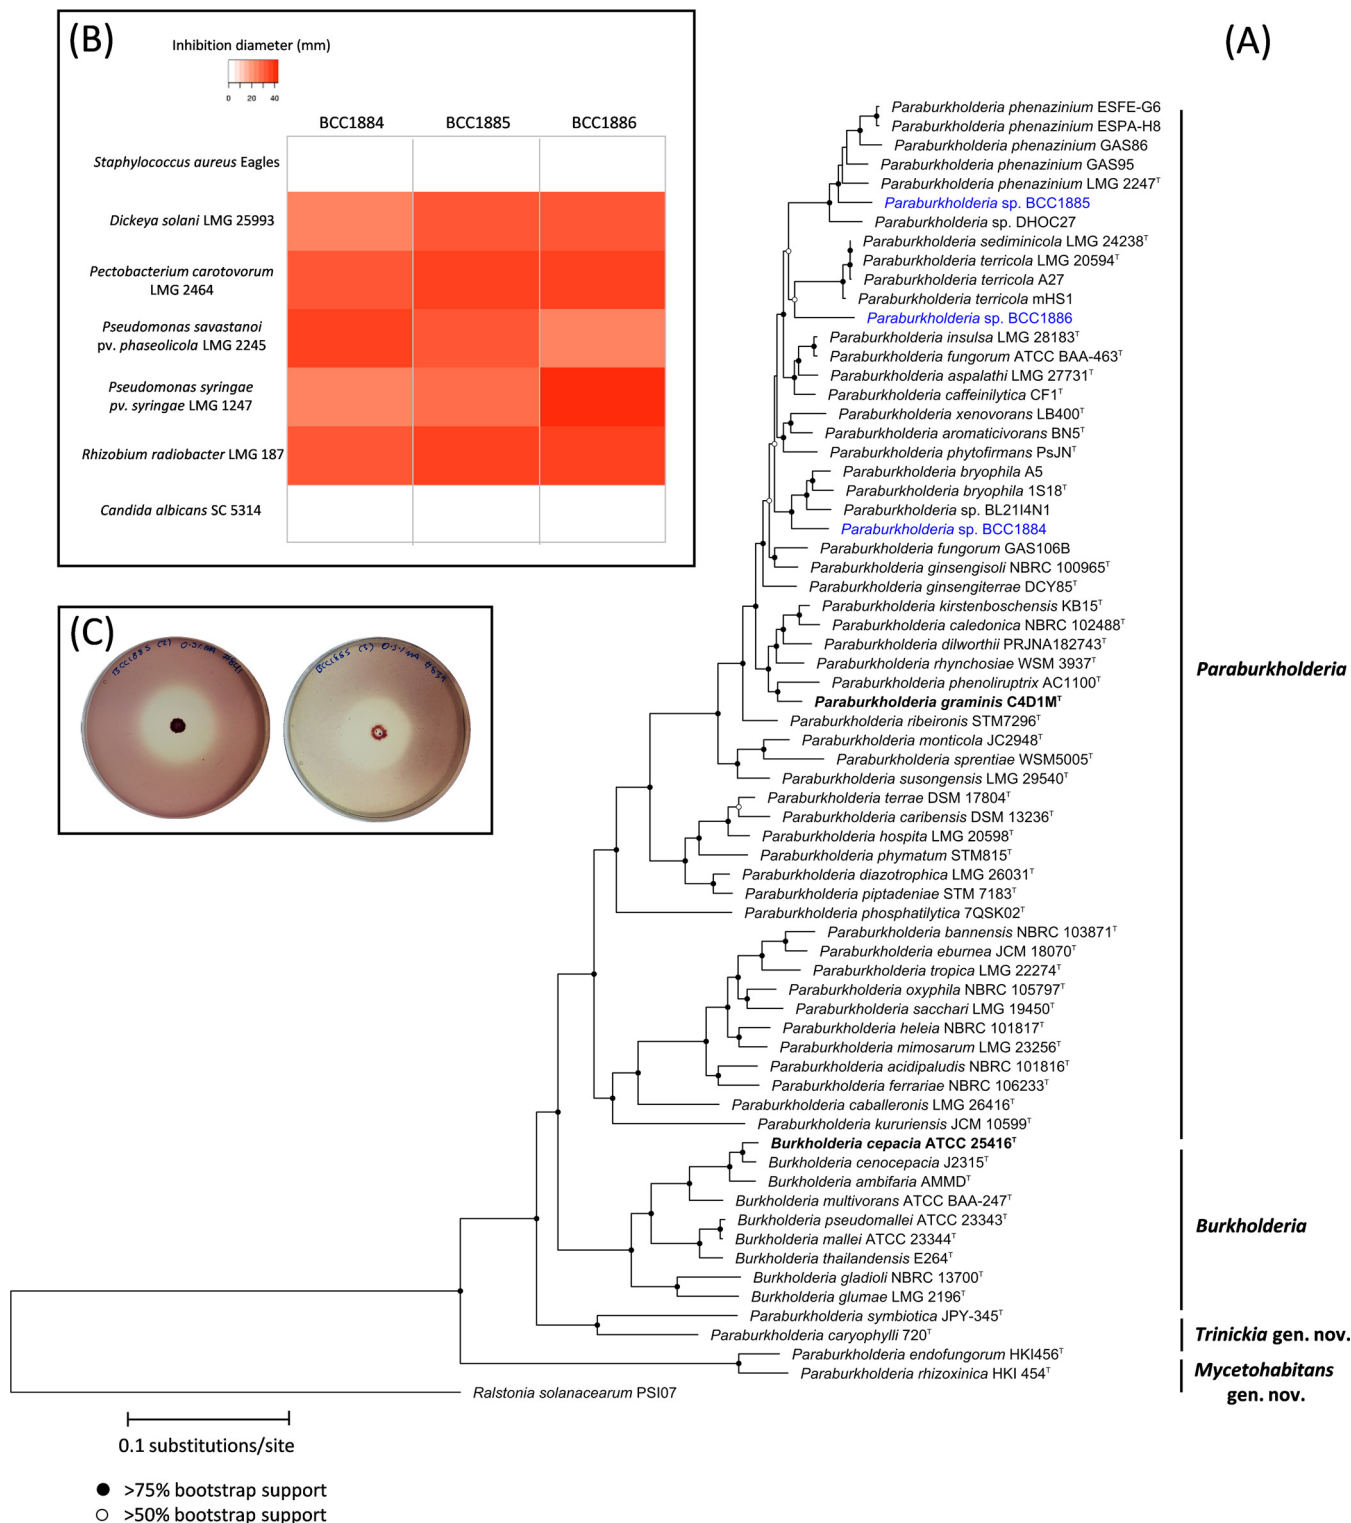 (B)
Inhibition diameter (mm)
0 20 40
BCC1884 BCC1885 BCC1886
Staphylococcus aureus Eagles
Dickeya solani LMG 25993
Pectobacterium carotovorum
LMG 2464
Pseudomonas savastanoi
pv. phaseolicola LMG 2245
Pseudomonas syringae
pv. syringae LMG 1247
Rhizobium radiobacter LMG 187
Candida albicans SC 5314
(C)
(A)
Paraburkholderia phenazinium ESFE-G6
Paraburkholderia phenazinium ESPA-H8
Paraburkholderia phenazinium GAS86
Paraburkholderia phenazinium GAS95
Paraburkholderia phenazinium LMG 2247ᵀ
Paraburkholderia sp. BCC1885
Paraburkholderia sp. DHOC27
Paraburkholderia sediminicola LMG 24238ᵀ
Paraburkholderia terricola LMG 20594ᵀ
Paraburkholderia terricola A27
Paraburkholderia terricola mHS1
Paraburkholderia sp. BCC1886
Paraburkholderia insulsa LMG 28183ᵀ
Paraburkholderia fungorum ATCC BAA-463ᵀ
Paraburkholderia aspalathi LMG 27731ᵀ
Paraburkholderia caffeinilytica CF1ᵀ
Paraburkholderia xenovorans LB400ᵀ
Paraburkholderia aromaticivorans BN5ᵀ
Paraburkholderia phytofirmans PsJNᵀ
Paraburkholderia bryophila A5
Paraburkholderia bryophila 1S18ᵀ
Paraburkholderia sp. BL21I4N1
Paraburkholderia sp. BCC1884
Paraburkholderia fungorum GAS106B
Paraburkholderia ginsengisoli NBRC 100965ᵀ
Paraburkholderia ginsengiterrae DCY85ᵀ
Paraburkholderia kirstenboschensis KB15ᵀ
Paraburkholderia caledonica NBRC 102488ᵀ
Paraburkholderia dilworthii PRJNA182743ᵀ
Paraburkholderia rhynchosiae WSM 3937ᵀ
Paraburkholderia phenoliruptrix AC1100ᵀ
Paraburkholderia graminis C4D1Mᵀ
Paraburkholderia ribeironis STM7296ᵀ
Paraburkholderia monticola JC2948ᵀ
Paraburkholderia sprentiae WSM5005ᵀ
Paraburkholderia susongensis LMG 29540ᵀ
Paraburkholderia terrae DSM 17804ᵀ
Paraburkholderia caribensis DSM 13236ᵀ
Paraburkholderia hospita LMG 20598ᵀ
Paraburkholderia phymatum STM815ᵀ
Paraburkholderia diazotrophica LMG 26031ᵀ
Paraburkholderia piptadeniae STM 7183ᵀ
Paraburkholderia phosphatilytica 7QSK02ᵀ
Paraburkholderia bannensis NBRC 103871ᵀ
Paraburkholderia eburnea JCM 18070ᵀ
Paraburkholderia tropica LMG 22274ᵀ
Paraburkholderia oxyphila NBRC 105797ᵀ
Paraburkholderia sacchari LMG 19450ᵀ
Paraburkholderia heleia NBRC 101817ᵀ
Paraburkholderia mimosarum LMG 23256ᵀ
Paraburkholderia acidipaludis NBRC 101816ᵀ
Paraburkholderia ferrariae NBRC 106233ᵀ
Paraburkholderia caballeronis LMG 26416ᵀ
Paraburkholderia kururiensis JCM 10599ᵀ
Burkholderia cepacia ATCC 25416ᵀ
Burkholderia cenocepacia J2315ᵀ
Burkholderia ambifaria AMMDᵀ
Burkholderia multivorans ATCC BAA-247ᵀ
Burkholderia pseudomallei ATCC 23343ᵀ
Burkholderia mallei ATCC 23344ᵀ
Burkholderia thailandensis E264ᵀ
Burkholderia gladioli NBRC 13700ᵀ
Burkholderia glumae LMG 2196ᵀ
Paraburkholderia symbiotica JPY-345ᵀ
Paraburkholderia caryophylli 720ᵀ
Paraburkholderia endofungorum HKI456ᵀ
Paraburkholderia rhizoxinica HKI 454ᵀ
Ralstonia solanacearum PSI07
Paraburkholderia
Burkholderia
Trinickia gen. nov.
Mycetohabitans
gen. nov.
0.1 substitutions/site
>75% bootstrap support
>50% bootstrap support